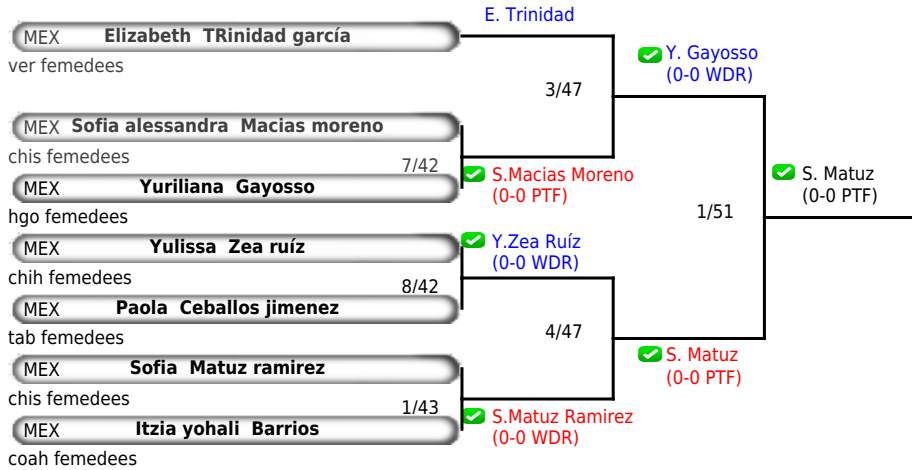 E. Trinidad
MEX Elizabeth TRinidad garcía
ver femedees
Y. Gayosso
(0-0 WDR)
3/47
MEX Sofia alessandra Macias moreno
chis femedees
7/42
S.Macias Moreno
(0-0 PTF)
MEX Yuriliana Gayosso
hgo femedees
S. Matuz
(0-0 PTF)
1/51
MEX Yulissa Zea ruíz
chih femedees
Y.Zea Ruíz
(0-0 WDR)
8/42
MEX Paola Ceballos jimenez
tab femedees
4/47
S. Matuz
(0-0 PTF)
MEX Sofia Matuz ramirez
chis femedees
1/43
S.Matuz Ramirez
(0-0 WDR)
MEX Itzia yohali Barrios
coah femedees